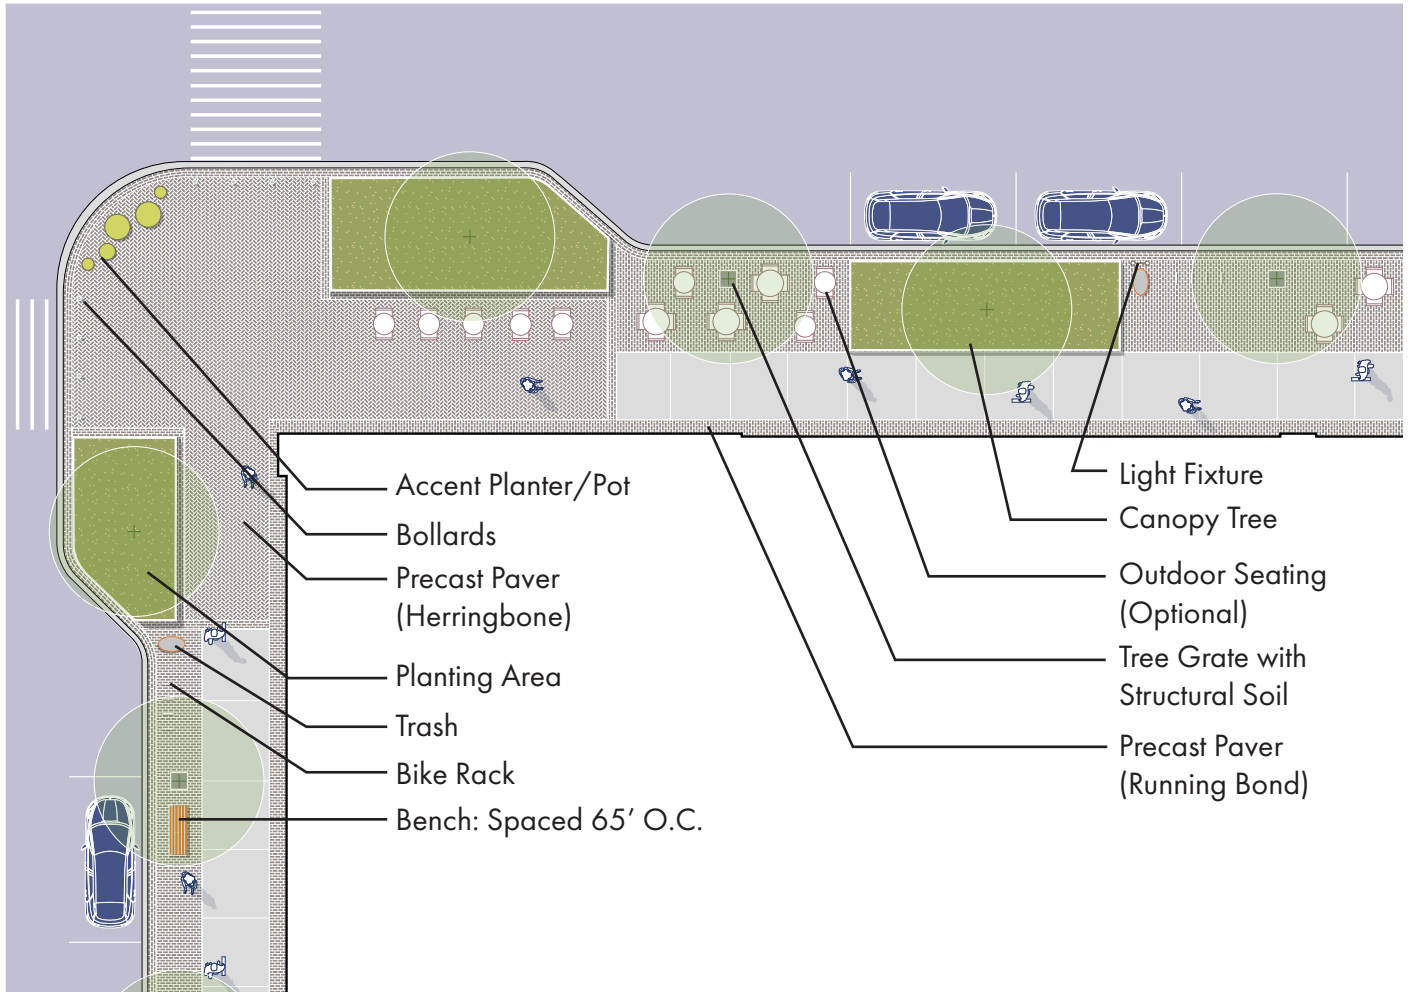 Accent Planter/Pot
Bollards
Precast Paver
(Herringbone)
Planting Area
Trash
Bike Rack
Bench: Spaced 65’ O.C.
Light Fixture
Canopy Tree
Outdoor Seating
(Optional)
Tree Grate with
Structural Soil
Precast Paver
(Running Bond)